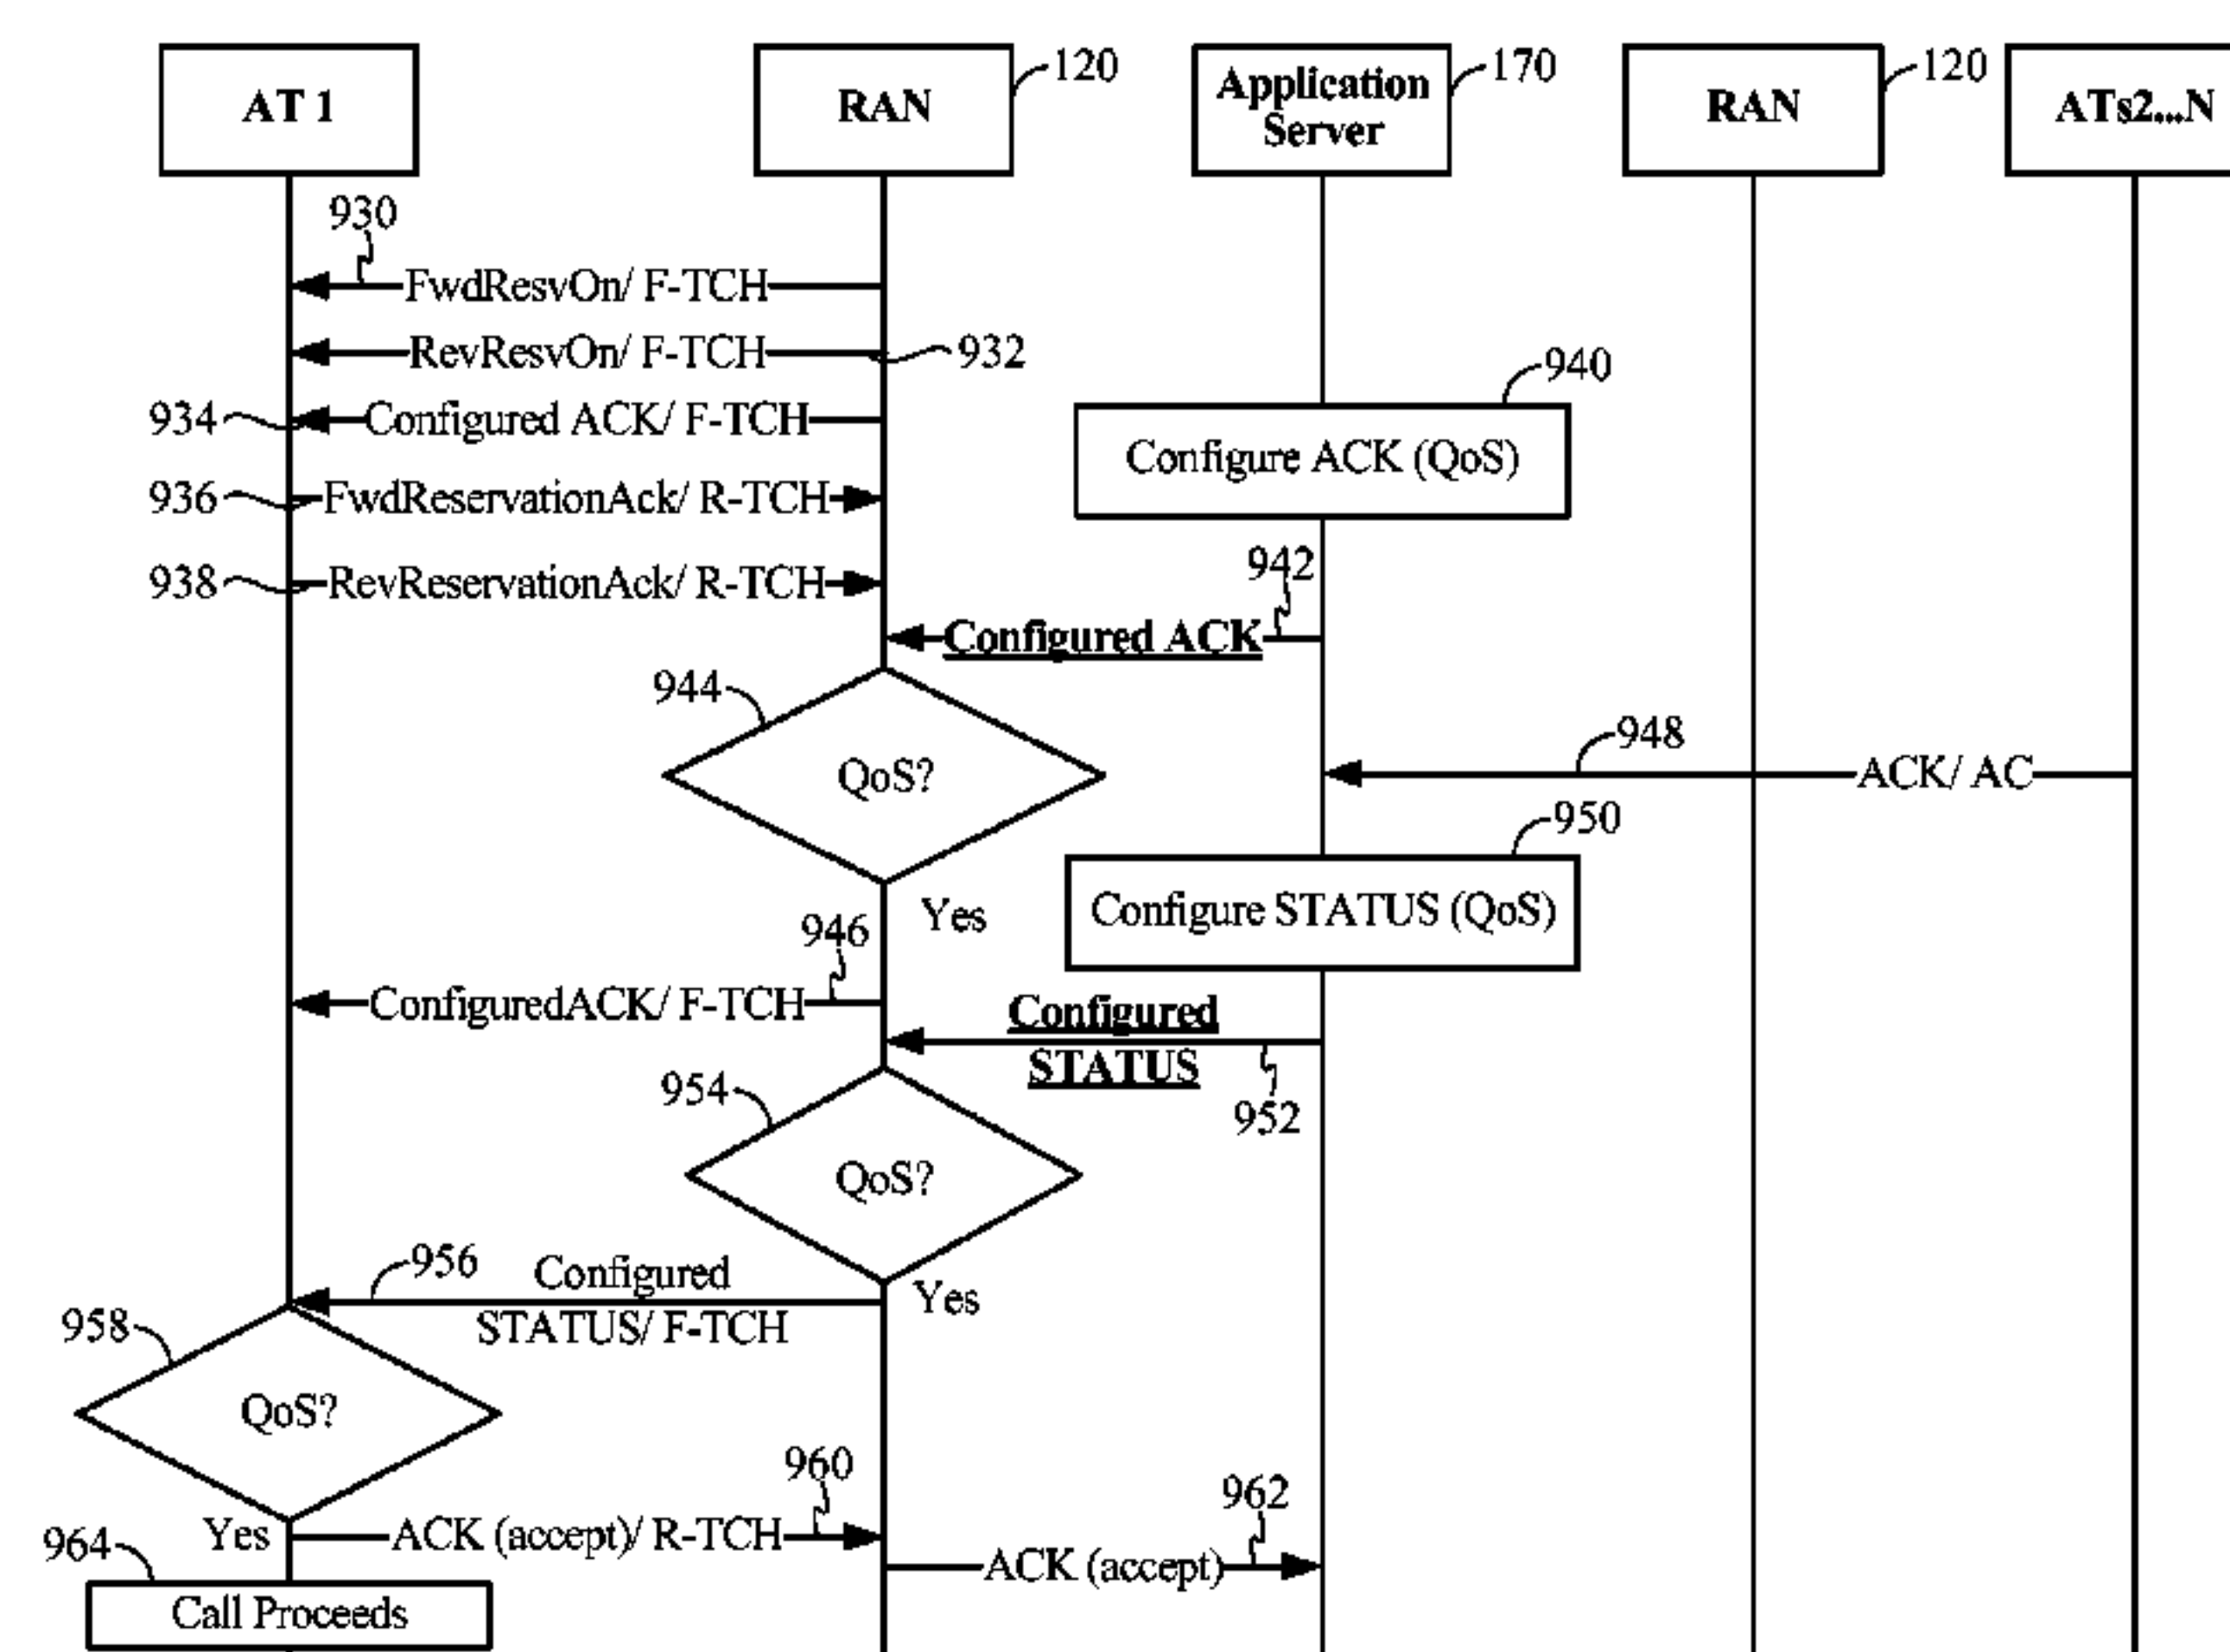 AT 1
RAN
120
Application
Server
170
RAN
120
ATs2...N
930
FwdResvOn/ F-TCH
RevResvOn/ F-TCH
932
934
Configured ACK/ F-TCH
940
Configure ACK (QoS)
936
FwdReservationAck/ R-TCH
938
RevReservationAck/ R-TCH
942
Configured ACK
944
QoS?
948
ACK/ AC
950
Configure STATUS (QoS)
Yes
946
ConfiguredACK/ F-TCH
Configured
STATUS
952
954
QoS?
956
Configured
STATUS/ F-TCH
Yes
958
QoS?
960
962
Yes
ACK (accept)/ R-TCH
ACK (accept)
964
Call Proceeds